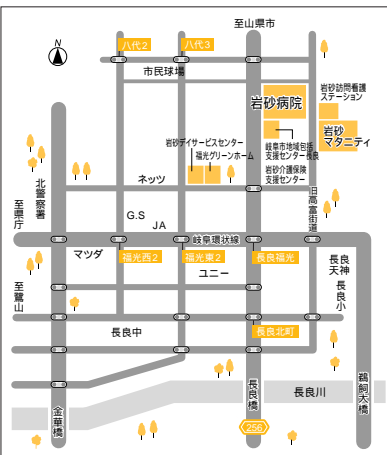 至山県市
N
八代2
八代3
市民球場
岩砂病院
岩砂訪問看護
ステーション
岩砂
マタニティ
岩砂デイサービスセンター
福光グリーンホーム
岐阜市地域包括
支援センター長良
岩砂介護保険
支援センター
北警察署
ネッツ
旧高富街道
至県庁
G.S
JA
岐阜環状線
マツダ
福光西2
福光東2
長良福光
ユニー
長良天神
長良小
至鷺山
長良中
長良北町
長良川
金華橋
長良橋
鵜飼大橋
256